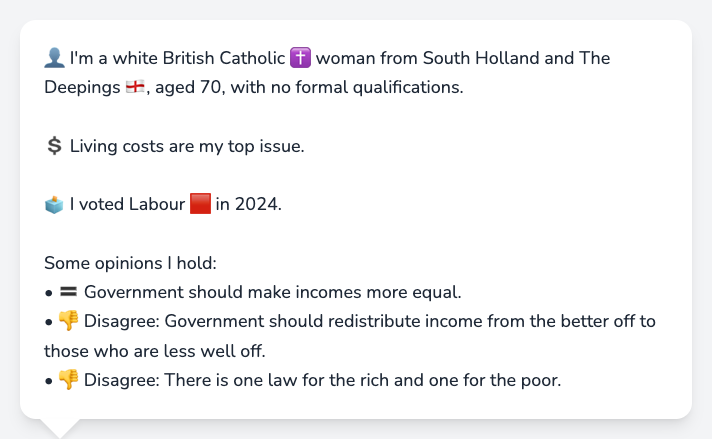 👤 I'm a white British Catholic ✝️ woman from South Holland and The
Deepings 🏴󠁧󠁢󠁥󠁮󠁧󠁿, aged 70, with no formal qualifications.
💲 Living costs are my top issue.
🗳️ I voted Labour 🟥 in 2024.
Some opinions I hold:
• 🟰 Government should make incomes more equal.
• 👎 Disagree: Government should redistribute income from the better off to
those who are less well off.
• 👎 Disagree: There is one law for the rich and one for the poor.